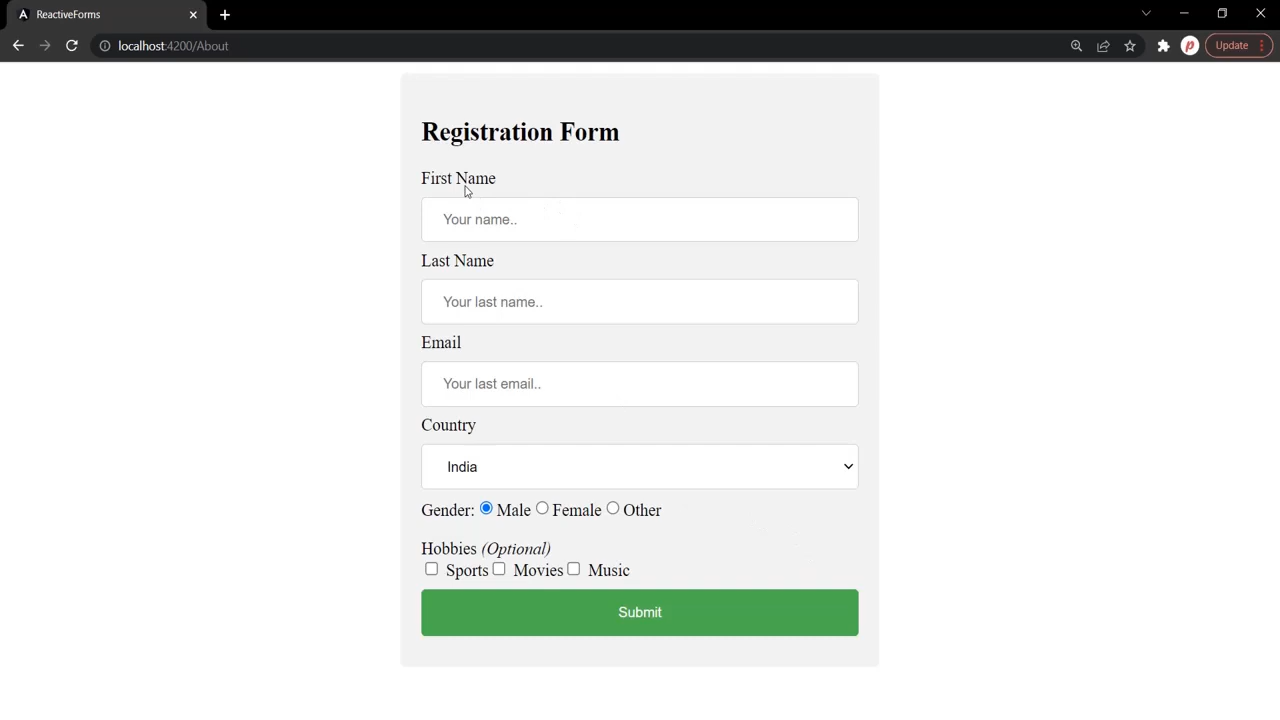 ReactiveForms
localhost:4200/About
Update
Registration Form
First Name
Your name..
Last Name
Your last name..
Email
Your last email..
Country
India
Gender: Male Female Other
Hobbies (Optional)
Sports Movies Music
Submit